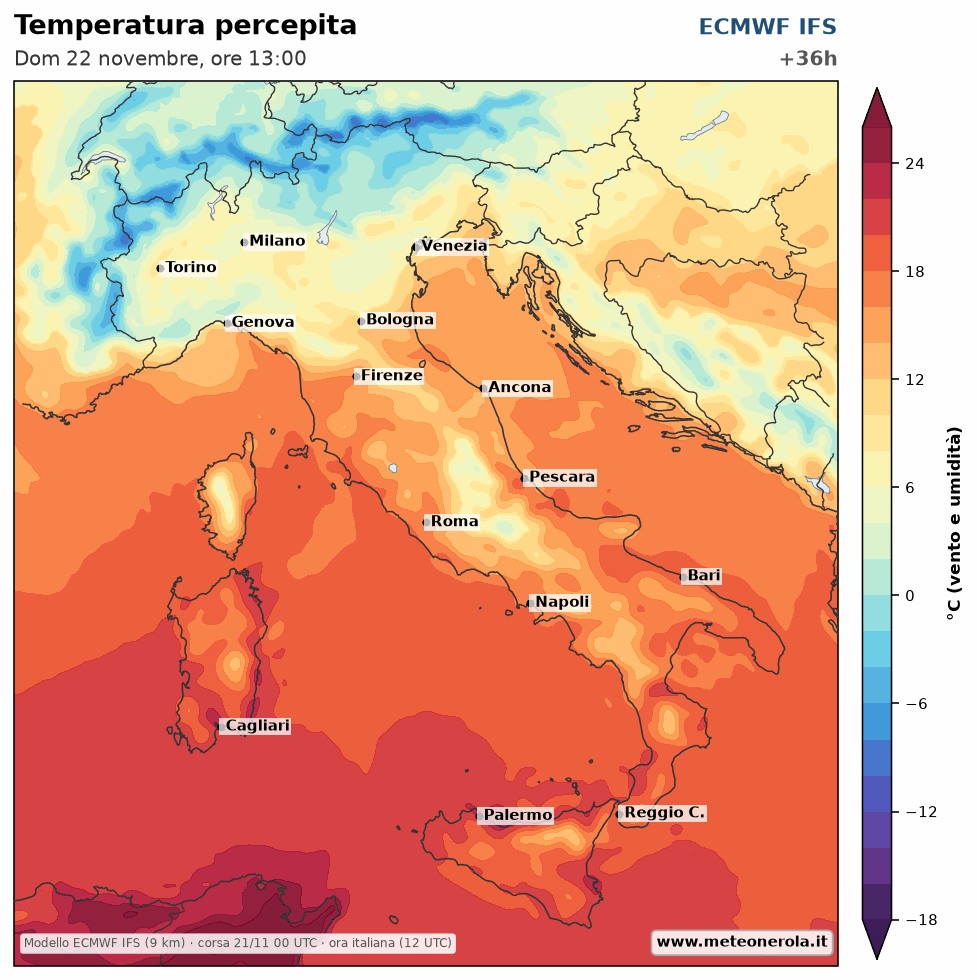 Temperatura percepita
ECMWF IFS
Dom 22 novembre, ore 13:00
+36h
Milano
Venezia
Torino
Genova
Bologna
Firenze
Ancona
Pescara
Roma
Bari
Napoli
Cagliari
Palermo
Reggio C.
24
18
12
6
0
−6
−12
−18
°C (vento e umidità)
Modello ECMWF IFS (9 km) · corsa 21/11 00 UTC · ora italiana (12 UTC)
www.meteonerola.it